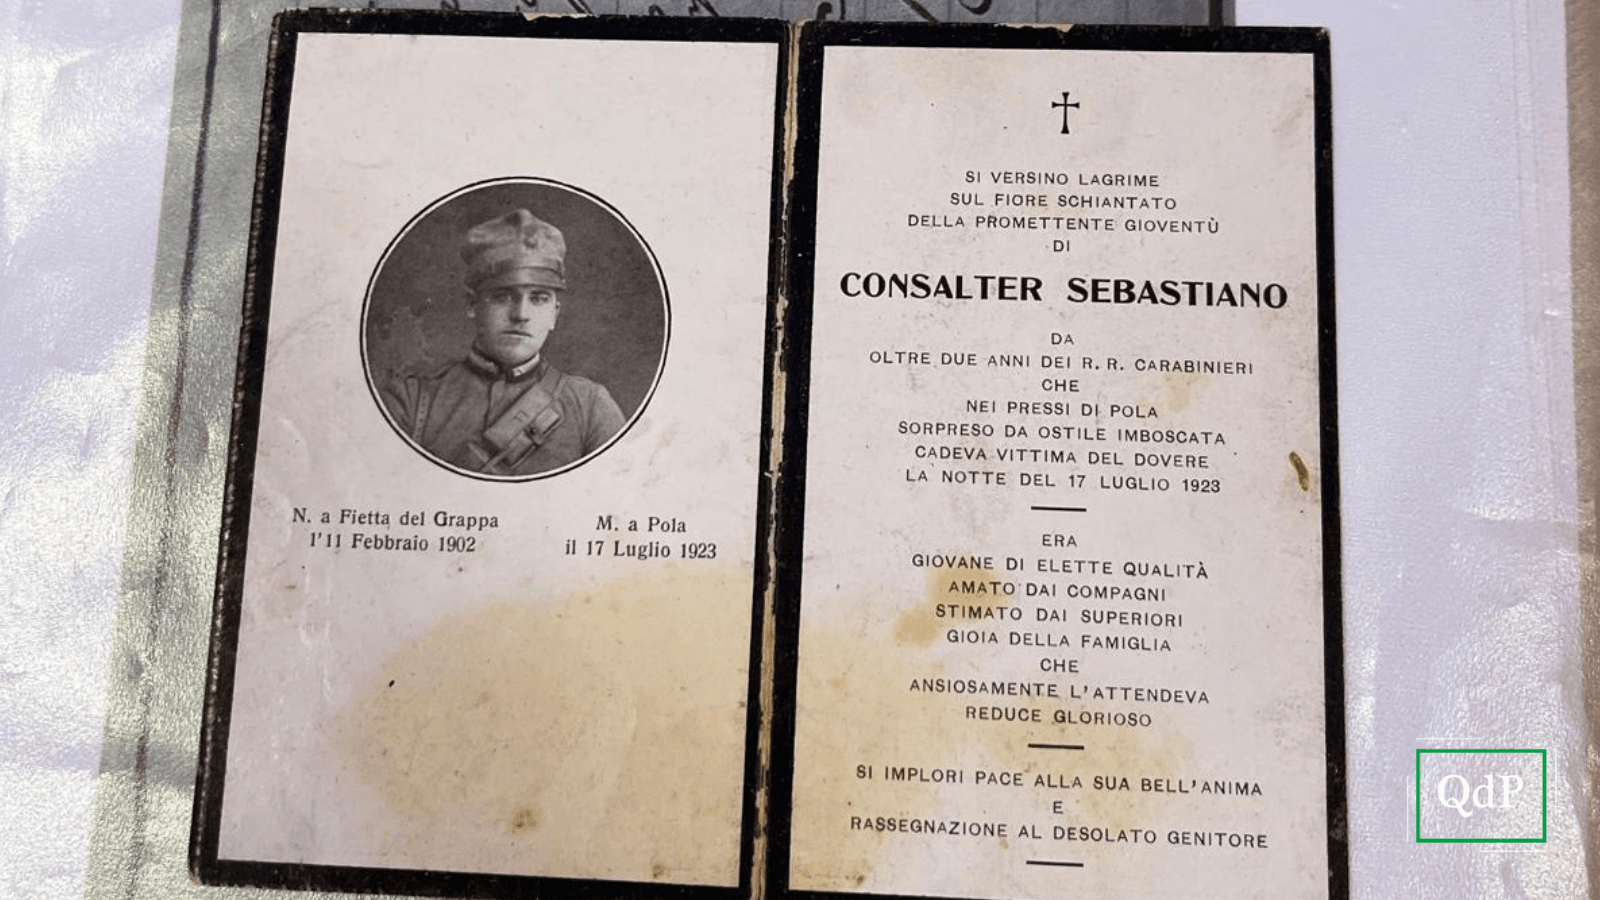 N. a Fietta del Grappa
l'11 Febbraio 1902
M. a Pola
il 17 Luglio 1923
SI VERSINO LAGRIME
SUL FIORE SCHIANTATO
DELLA PROMETTENTE GIOVENTÙ
DI
CONSALTER SEBASTIANO
DA
OLTRE DUE ANNI DEI R. R. CARABINIERI
CHE
NEI PRESSI DI POLA
SORPRESO DA OSTILE IMBOSCATA
CADEVA VITTIMA DEL DOVERE
LA NOTTE DEL 17 LUGLIO 1923
ERA
GIOVANE DI ELETTE QUALITÀ
AMATO DAI COMPAGNI
STIMATO DAI SUPERIORI
GIOIA DELLA FAMIGLIA
CHE
ANSIOSAMENTE L'ATTENDEVA
REDUCE GLORIOSO
SI IMPLORI PACE ALLA SUA BELL'ANIMA
E
RASSEGNAZIONE AL DESOLATO GENITORE
QdP